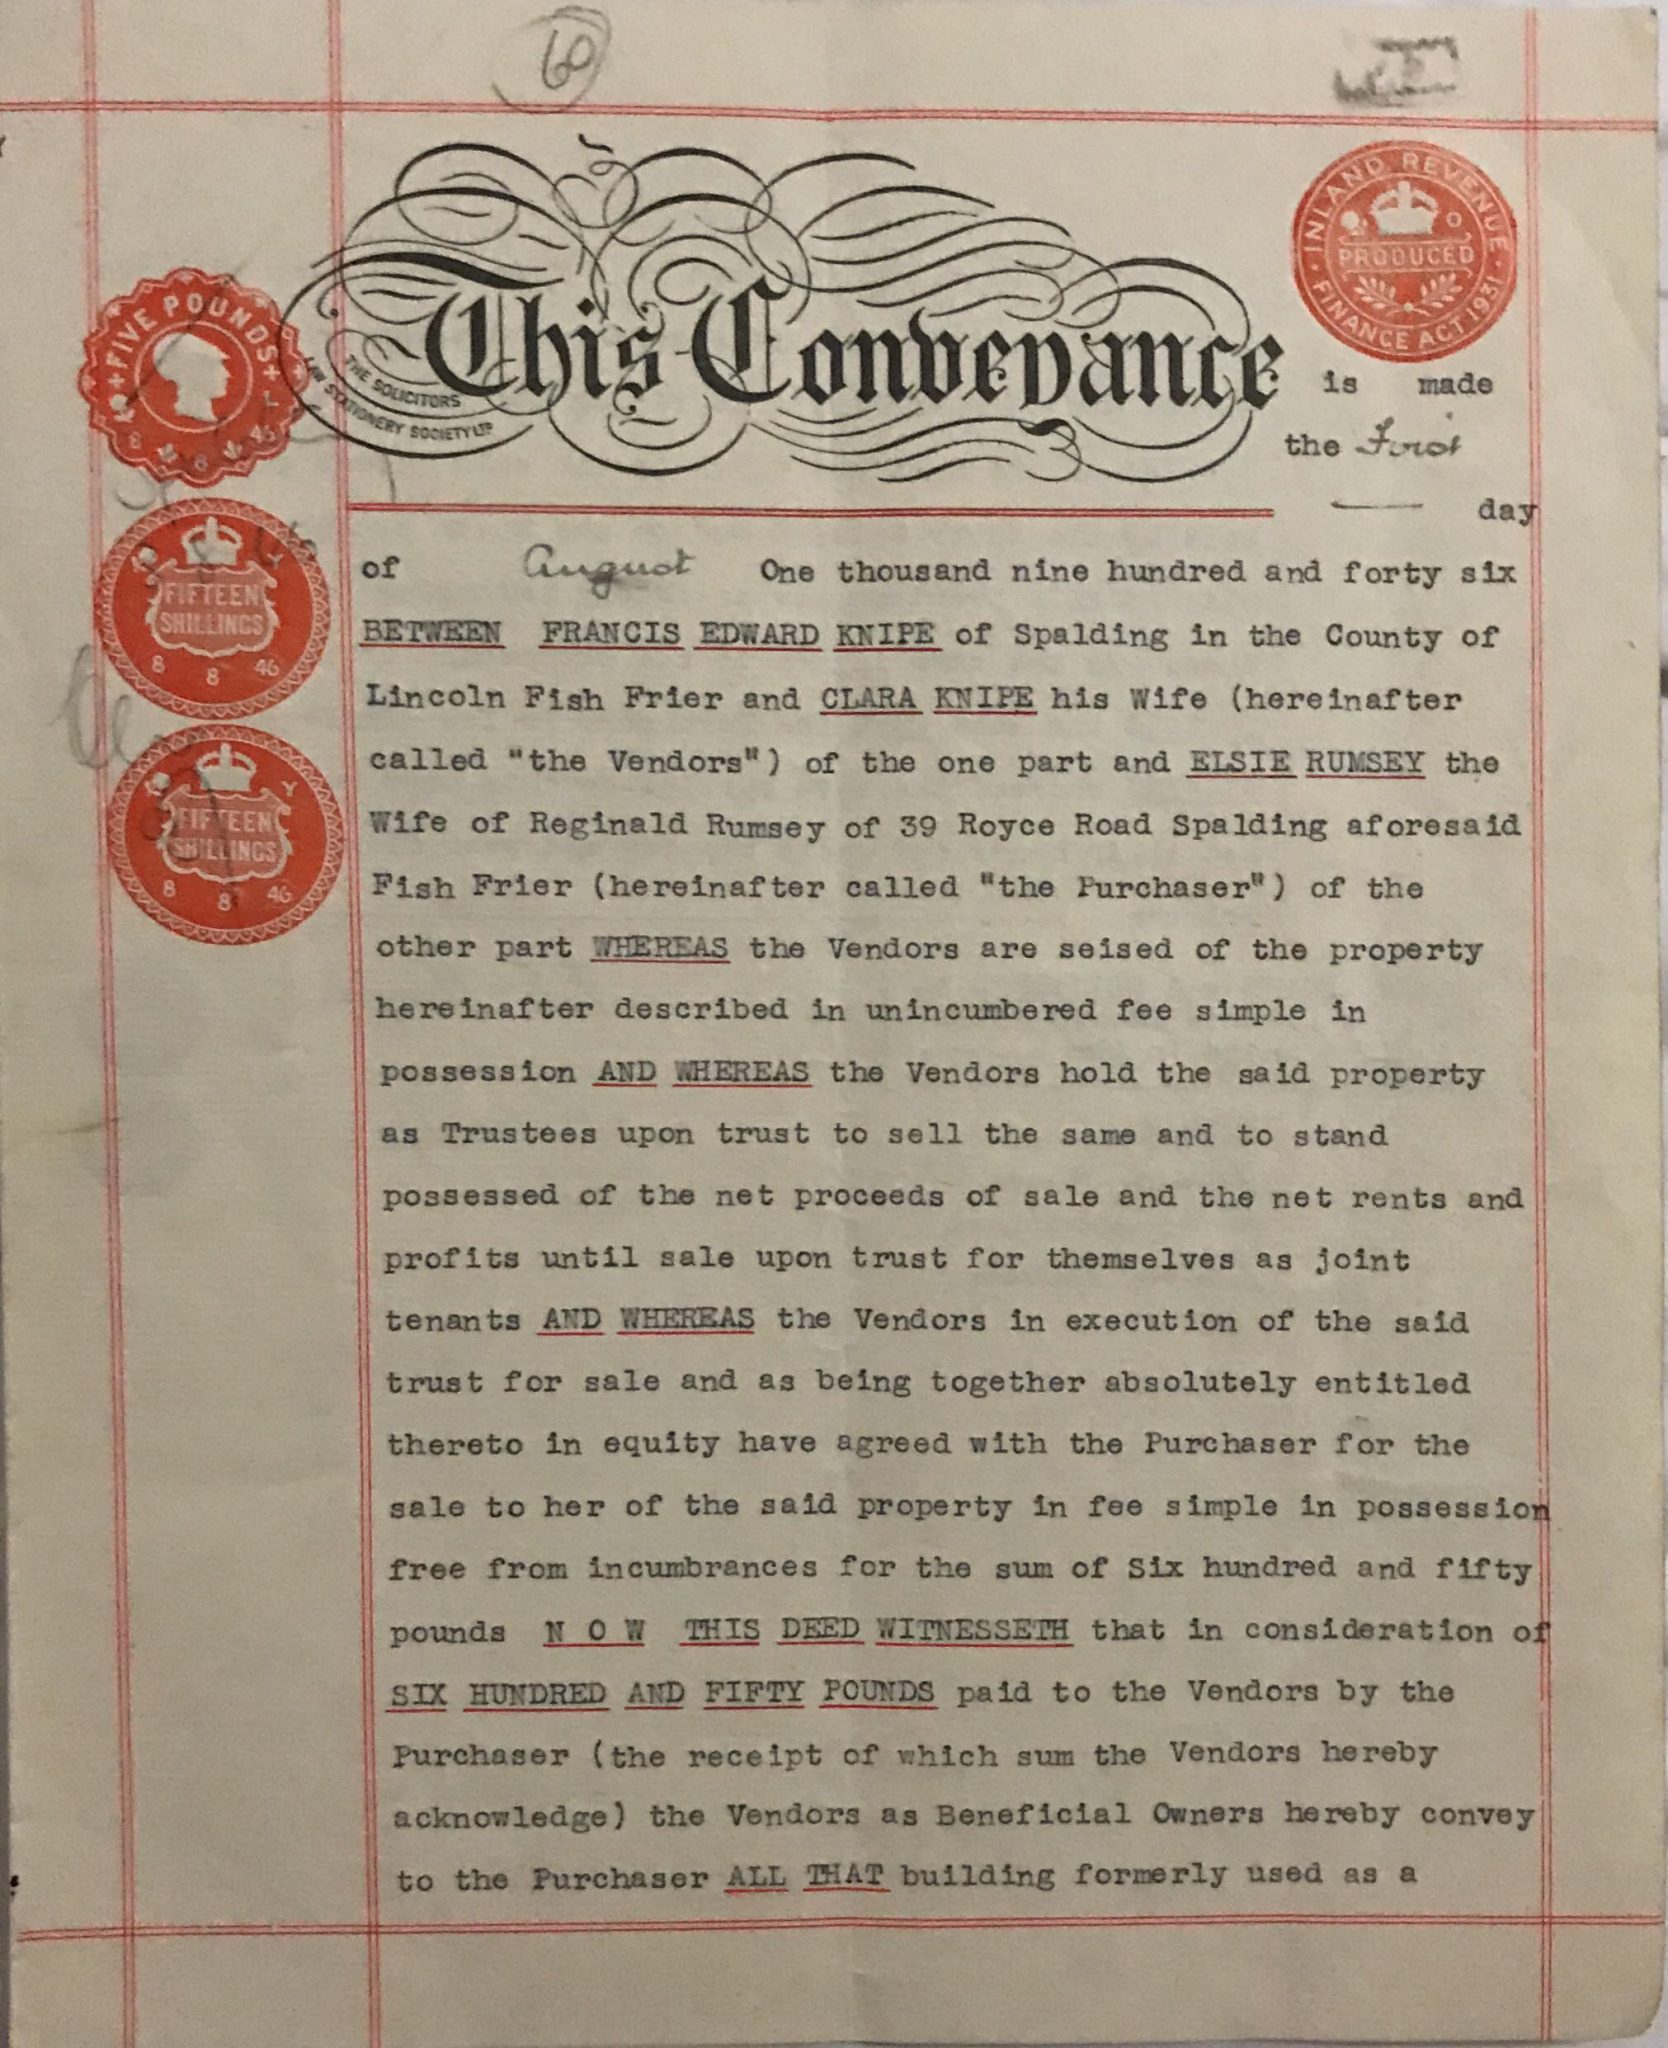 60
INLAND REVENUE
PRODUCED
FINANCE ACT 1931
FIVE POUNDS
8 8 46
This Conveyance
THE SOLICITORS
LAW STATIONERY SOCIETY LTD
is made
the First
day
FIFTEEN
SHILLINGS
8 8 46
FIFTEEN
SHILLINGS
8 8 46
of August One thousand nine hundred and forty six
BETWEEN FRANCIS EDWARD KNIPE of Spalding in the County of
Lincoln Fish Frier and CLARA KNIPE his Wife (hereinafter
called "the Vendors") of the one part and ELSIE RUMSEY the
Wife of Reginald Rumsey of 39 Royce Road Spalding aforesaid
Fish Frier (hereinafter called "the Purchaser") of the
other part WHEREAS the Vendors are seised of the property
hereinafter described in unincumbered fee simple in
possession AND WHEREAS the Vendors hold the said property
as Trustees upon trust to sell the same and to stand
possessed of the net proceeds of sale and the net rents and
profits until sale upon trust for themselves as joint
tenants AND WHEREAS the Vendors in execution of the said
trust for sale and as being together absolutely entitled
thereto in equity have agreed with the Purchaser for the
sale to her of the said property in fee simple in possession
free from incumbrances for the sum of Six hundred and fifty
pounds N O W THIS DEED WITNESSETH that in consideration of
SIX HUNDRED AND FIFTY POUNDS paid to the Vendors by the
Purchaser (the receipt of which sum the Vendors hereby
acknowledge) the Vendors as Beneficial Owners hereby convey
to the Purchaser ALL THAT building formerly used as a